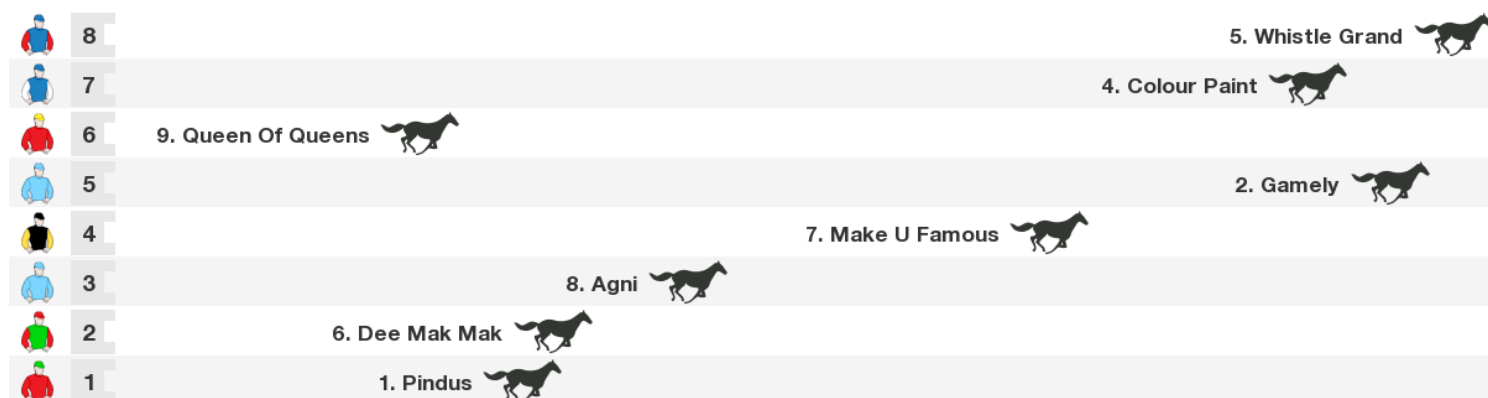 8 5. Whistle Grand
7 4. Colour Paint
6 9. Queen Of Queens
5 2. Gamely
4 7. Make U Famous
3 8. Agni
2 6. Dee Mak Mak
1 1. Pindus